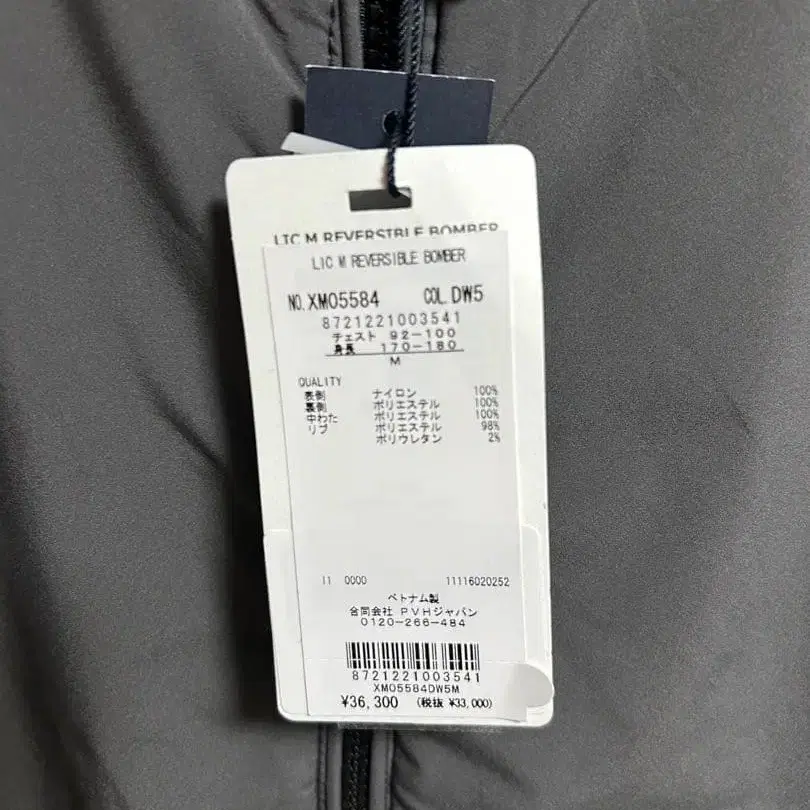 LIC M REVERSIBLE BOMBER
LIC M REVERSIBLE BOMBER
NO. XM05584 COL. DW5
8721221003541
チェスト 92-100
身長 170-180
M
QUALITY
表側 ナイロン 100%
裏側 ポリエステル 100%
中わた ポリエステル 100%
リブ ポリエステル 98%
ポリウレタン 2%
11 0000 11116020252
ベトナム製
合同会社 PVHジャパン
0120-266-484
8721221003541
XM05584DW5M
¥36,300 (税抜 ¥33,000)